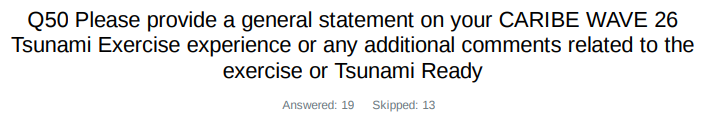 Q50 Please provide a general statement on your CARIBE WAVE 26
Tsunami Exercise experience or any additional comments related to the
exercise or Tsunami Ready
Answered: 19 Skipped: 13